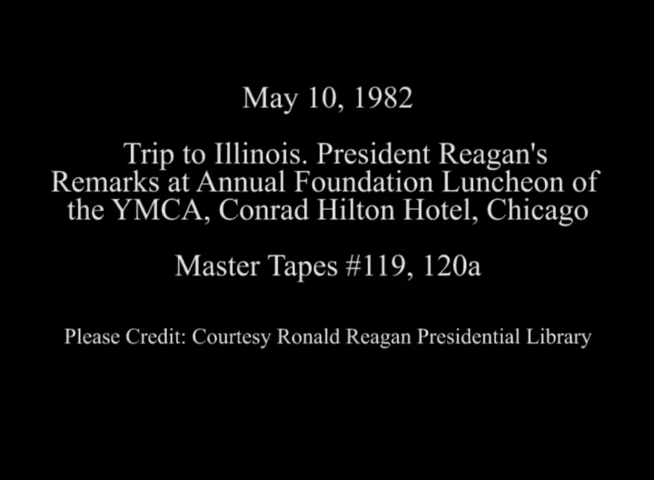 May 10, 1982
Trip to Illinois. President Reagan's
Remarks at Annual Foundation Luncheon of
the YMCA, Conrad Hilton Hotel, Chicago
Master Tapes #119, 120a
Please Credit: Courtesy Ronald Reagan Presidential Library